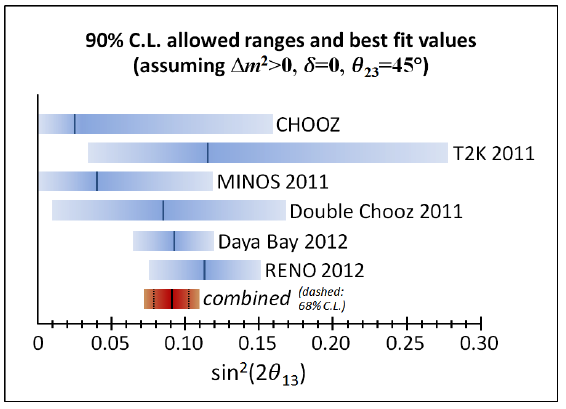 90% C.L. allowed ranges and best fit values
(assuming Δm²>0, δ=0, θ₂₃=45°)
CHOOZ
T2K 2011
MINOS 2011
Double Chooz 2011
Daya Bay 2012
RENO 2012
combined (dashed: 68% C.L.)
0 0.05 0.10 0.15 0.20 0.25 0.30
sin²(2θ₁₃)